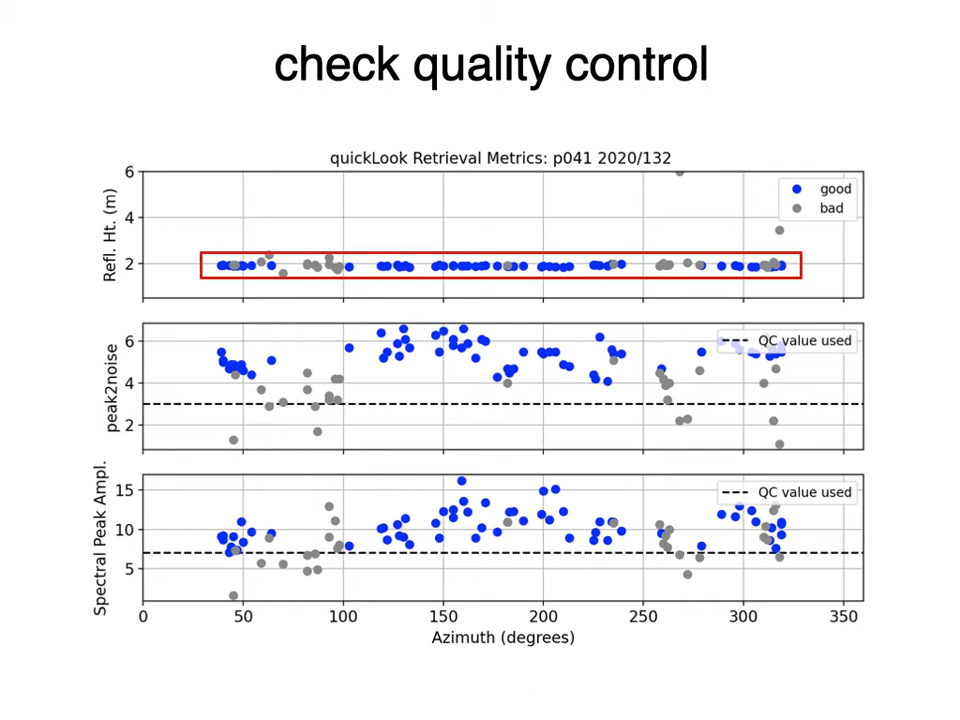 check quality control
quickLook Retrieval Metrics: p041 2020/132
Refl. Ht. (m)
6
4
2
good
bad
peak2noise
6
4
2
QC value used
Spectral Peak Ampl.
15
10
5
QC value used
0 50 100 150 200 250 300 350
Azimuth (degrees)